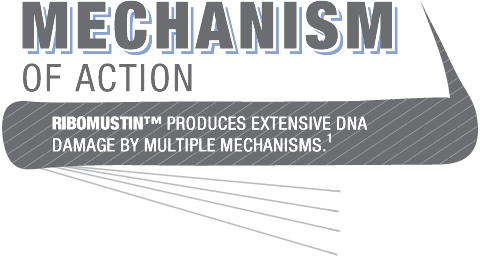 MECHANISM
OF ACTION
RIBOMUSTIN™ PRODUCES EXTENSIVE DNA
DAMAGE BY MULTIPLE MECHANISMS.¹